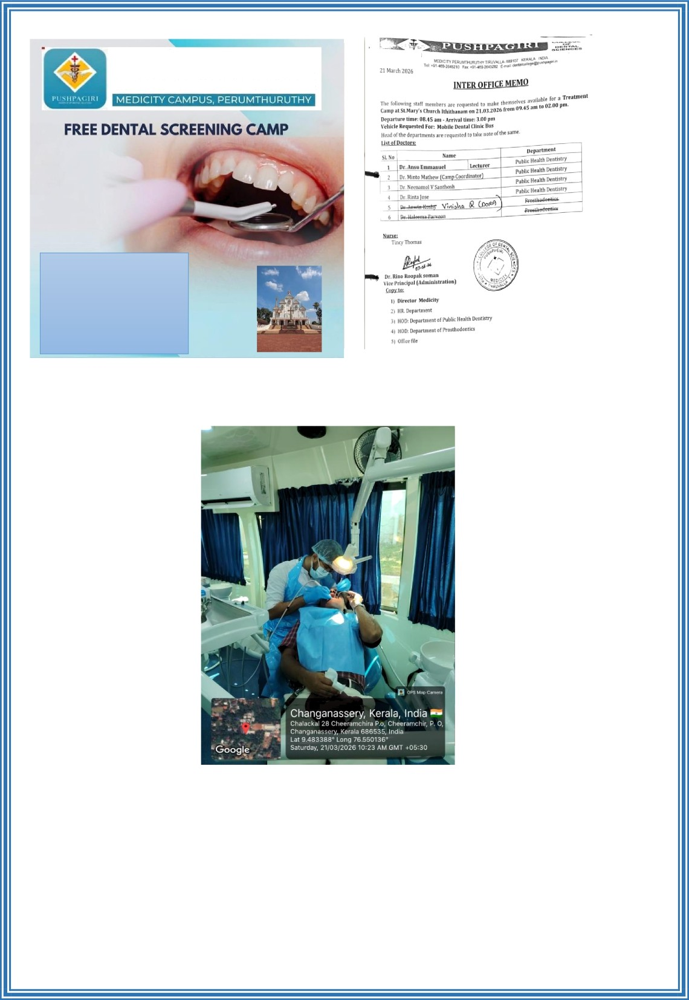 PUSHPAGIRI
MEDICITY CAMPUS, PERUMTHURUTHY
FREE DENTAL SCREENING CAMP
PUSHPAGIRI
COLLEGE
OF
DENTAL
SCIENCES
MEDICITY PERUMTHURUTHY TIRUVALLA- 689107 KERALA INDIA
Tel: +91-469-2645210 Fax: +91-469-2645282 E-mail: dentalcollege@pushpagiri.in
21 March 2026
INTER OFFICE MEMO
The following staff members are requested to make themselves available for a Treatment
Camp at St.Mary's Church Ithithanam on 21.03.2026 from 09.45 am to 02.00 pm.
Departure time: 08.45 am - Arrival time: 3.00 pm
Vehicle Requested For: Mobile Dental Clinic Bus
Head of the departments are requested to take note of the same.
List of Doctors:
Sl. No Name Department
1 Dr. Ansu Emmanuel Lecturer Public Health Dentistry
2 Dr. Minto Mathew (Camp Coordinator) Public Health Dentistry
3 Dr. Neenamol V Santhosh Public Health Dentistry
4 Dr. Rinta Jose Public Health Dentistry
5 Dr. Anwin Koshy Vinisha & Prosthodontics
6 Dr. Haleema Parveen Prosthodontics
Nurse:
Tincy Thomas
Dr. Rino Roopak soman
Vice Principal (Administration)
Copy to:
1) Director Medicity
2) HR. Department
3) HOD: Department of Public Health Dentistry
4) HOD: Department of Prosthodontics
5) Office file
COLLEGE OF DENTAL SCIENCES
PUSHPAGIRI
MEDICITY
THIRUVALLA
GPS Map Camera
Changanassery, Kerala, India
Chalackal 28 Cheeramchira P.o, Cheeramchir, P. O,
Changanassery, Kerala 686535, India
Lat 9.483388° Long 76.550136°
Saturday, 21/03/2026 10:23 AM GMT +05:30
Google